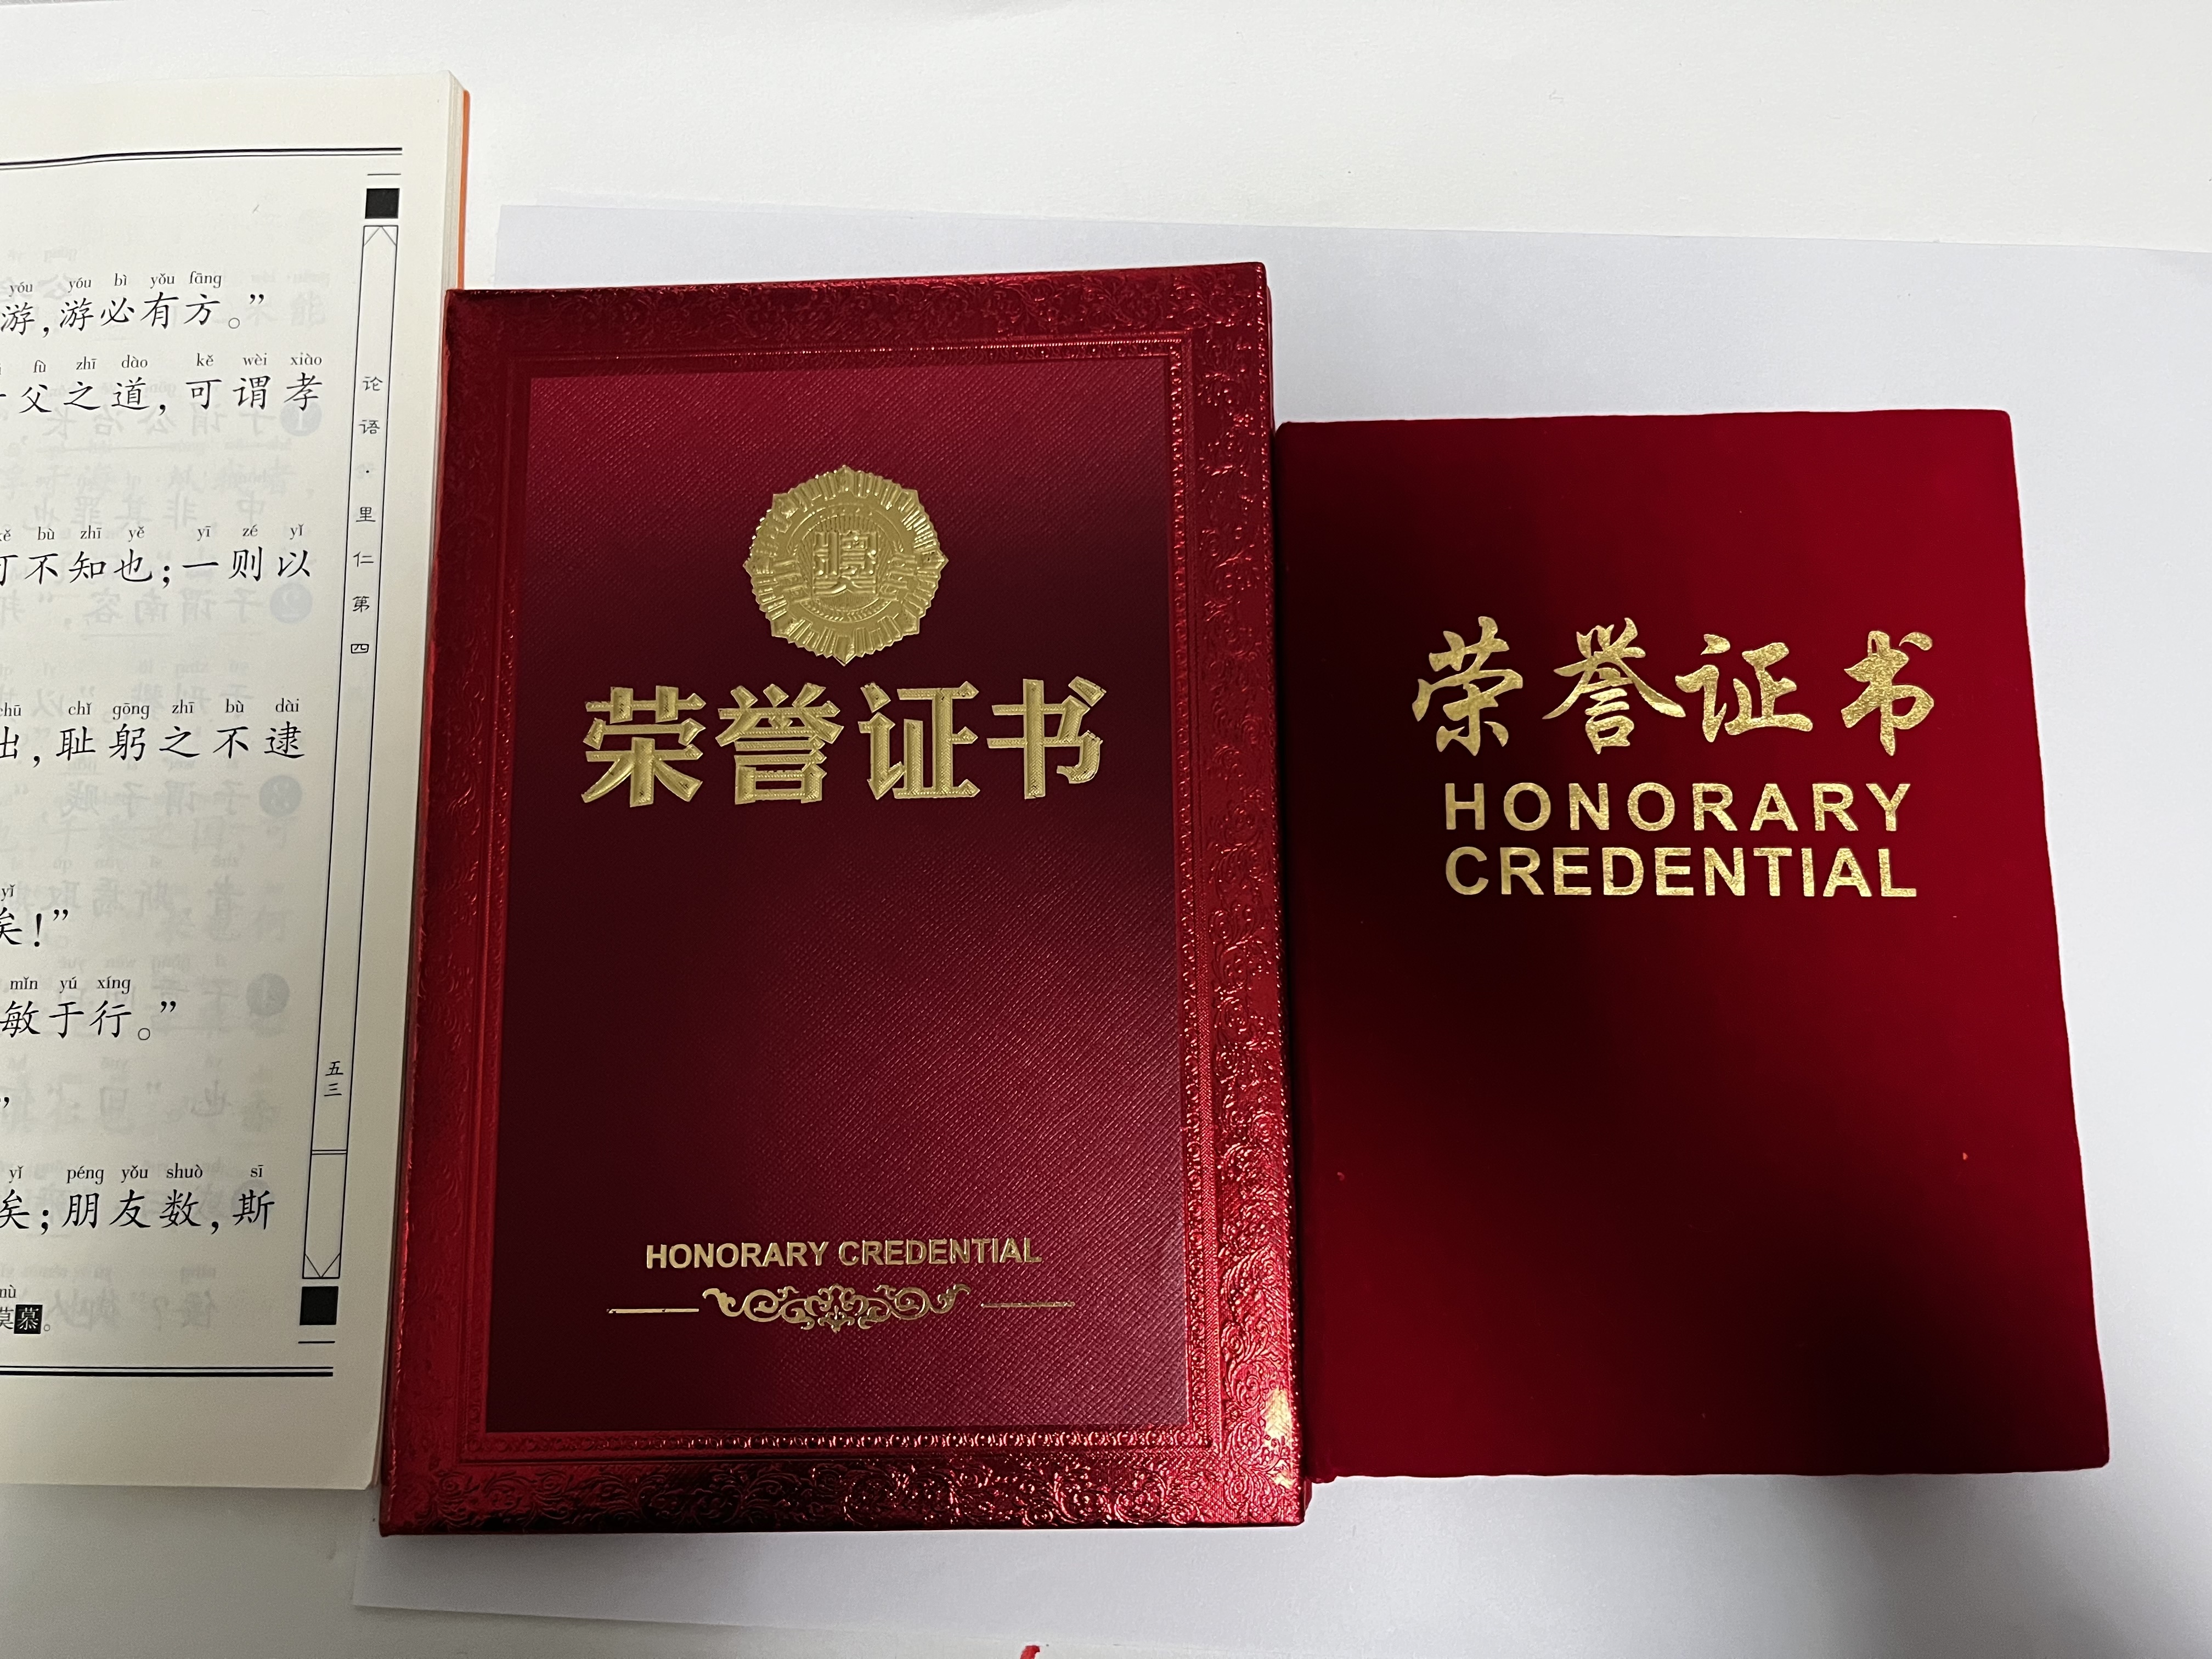 yóu yóu bì yǒu fāng
游，游必有方。”
fù zhī dào kě wèi xiào
父之道，可谓孝
bù zhī yě yī zé yǐ
可不知也；一则以
chū chǐ gōng zhī bù dài
出，耻躬之不逮
yǐ
矣！”
mǐn yú xíng
敏于行。”
”
yǐ péng yǒu shuò sī
矣；朋友数，斯
慕。
论语·里仁第四
五三
奖
荣誉证书
HONORARY CREDENTIAL
荣誉证书
HONORARY
CREDENTIAL